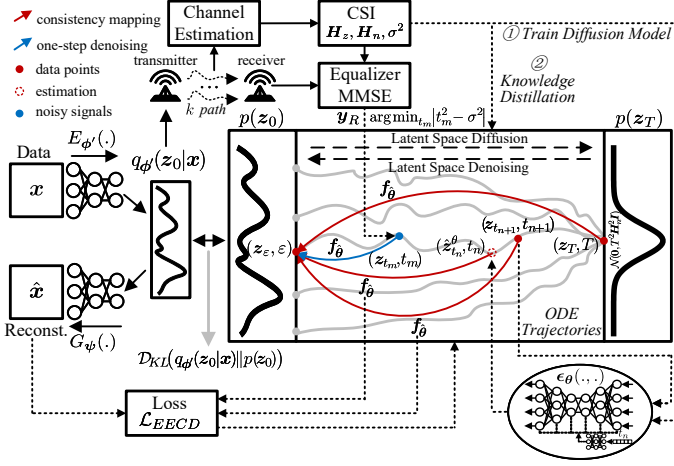 consistency mapping
one-step denoising
data points
estimation
noisy signals
Channel
Estimation
CSI
H_z, H_n, σ²
① Train Diffusion Model
②
Knowledge
Distillation
transmitter
receiver
k path
Equalizer
MMSE
y_R
arg min_{t_m}|t_m² − σ²|
p(z_0)
p(z_T)
E_ϕ′(.)
q_ϕ′(z_0|x)
Data
x
Latent Space Diffusion
Latent Space Denoising
f_θ̂
(z_ε, ε)
f_θ̂
(z_{t_m}, t_m)
(ẑ^θ_{t_n}, t_n)
(z_{t_{n+1}}, t_{n+1})
(z_T, T)
f_θ̂
f_θ̂
ODE
Trajectories
x̂
Reconst.
G_ψ(.)
D_KL(q_ϕ′(z_0|x)||p(z_0))
Loss
L_EECD
ϵ_θ(.,.)
t_n